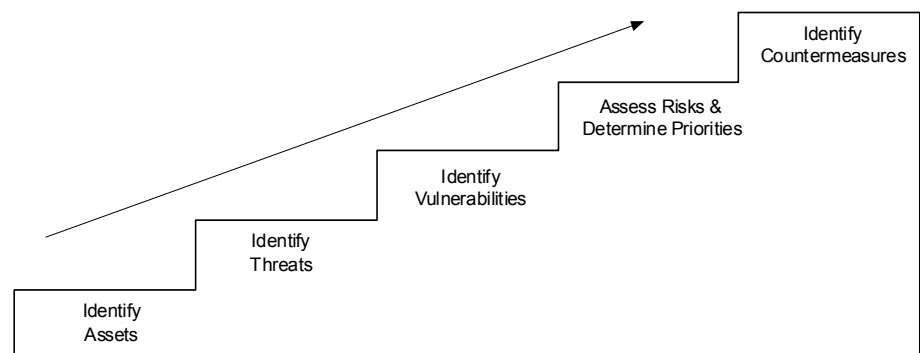 Identify
Countermeasures
Assess Risks &
Determine Priorities
Identify
Vulnerabilities
Identify
Threats
Identify
Assets